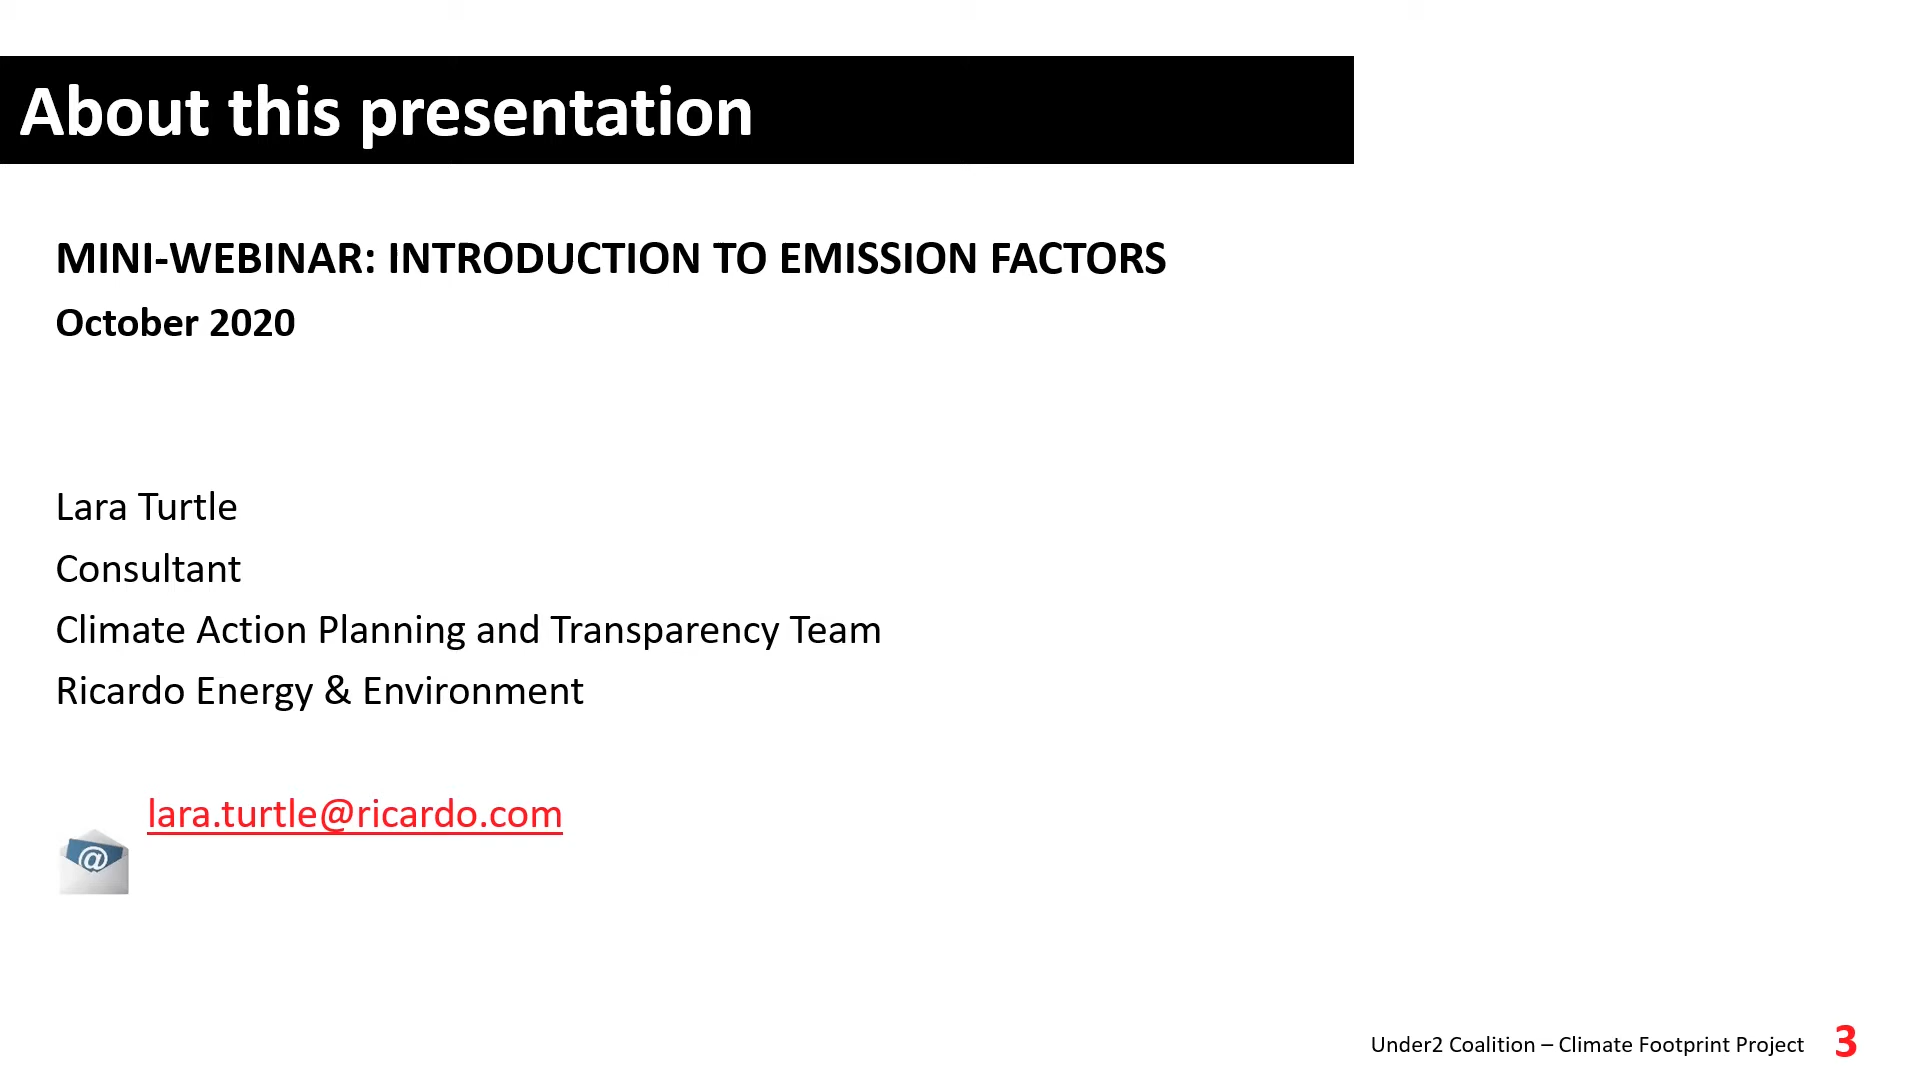 About this presentation
MINI-WEBINAR: INTRODUCTION TO EMISSION FACTORS
October 2020
Lara Turtle
Consultant
Climate Action Planning and Transparency Team
Ricardo Energy & Environment
lara.turtle@ricardo.com
@
Under2 Coalition – Climate Footprint Project 3